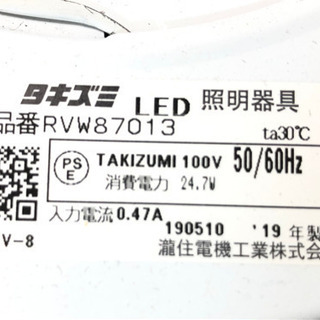 タキズミ LED 照明器具
品番RVW87013 ta30℃
PSE TAKIZUMI 100V 50/60Hz
消費電力 24.7W
入力電流 0.47A
V-8 190510 '19 年製
瀧住電機工業株式会